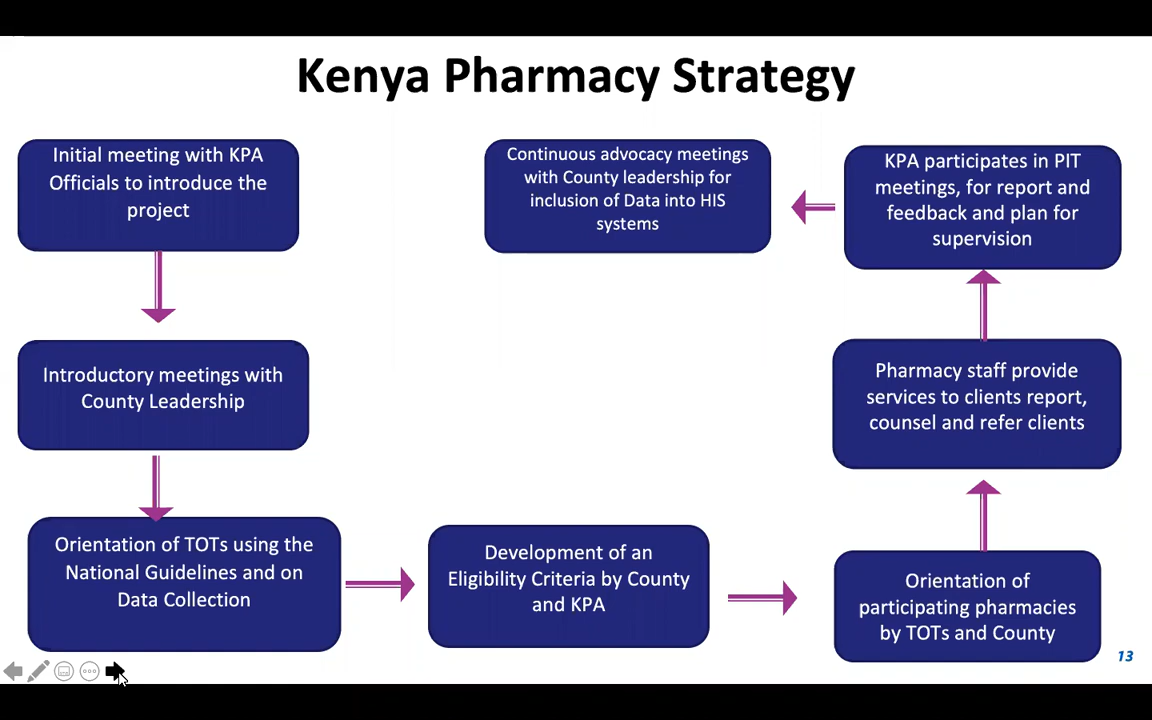 Kenya Pharmacy Strategy
Initial meeting with KPA
Officials to introduce the
project
Introductory meetings with
County Leadership
Orientation of TOTs using the
National Guidelines and on
Data Collection
Development of an
Eligibility Criteria by County
and KPA
Orientation of
participating pharmacies
by TOTs and County
Pharmacy staff provide
services to clients report,
counsel and refer clients
KPA participates in PIT
meetings, for report and
feedback and plan for
supervision
Continuous advocacy meetings
with County leadership for
inclusion of Data into HIS
systems
13